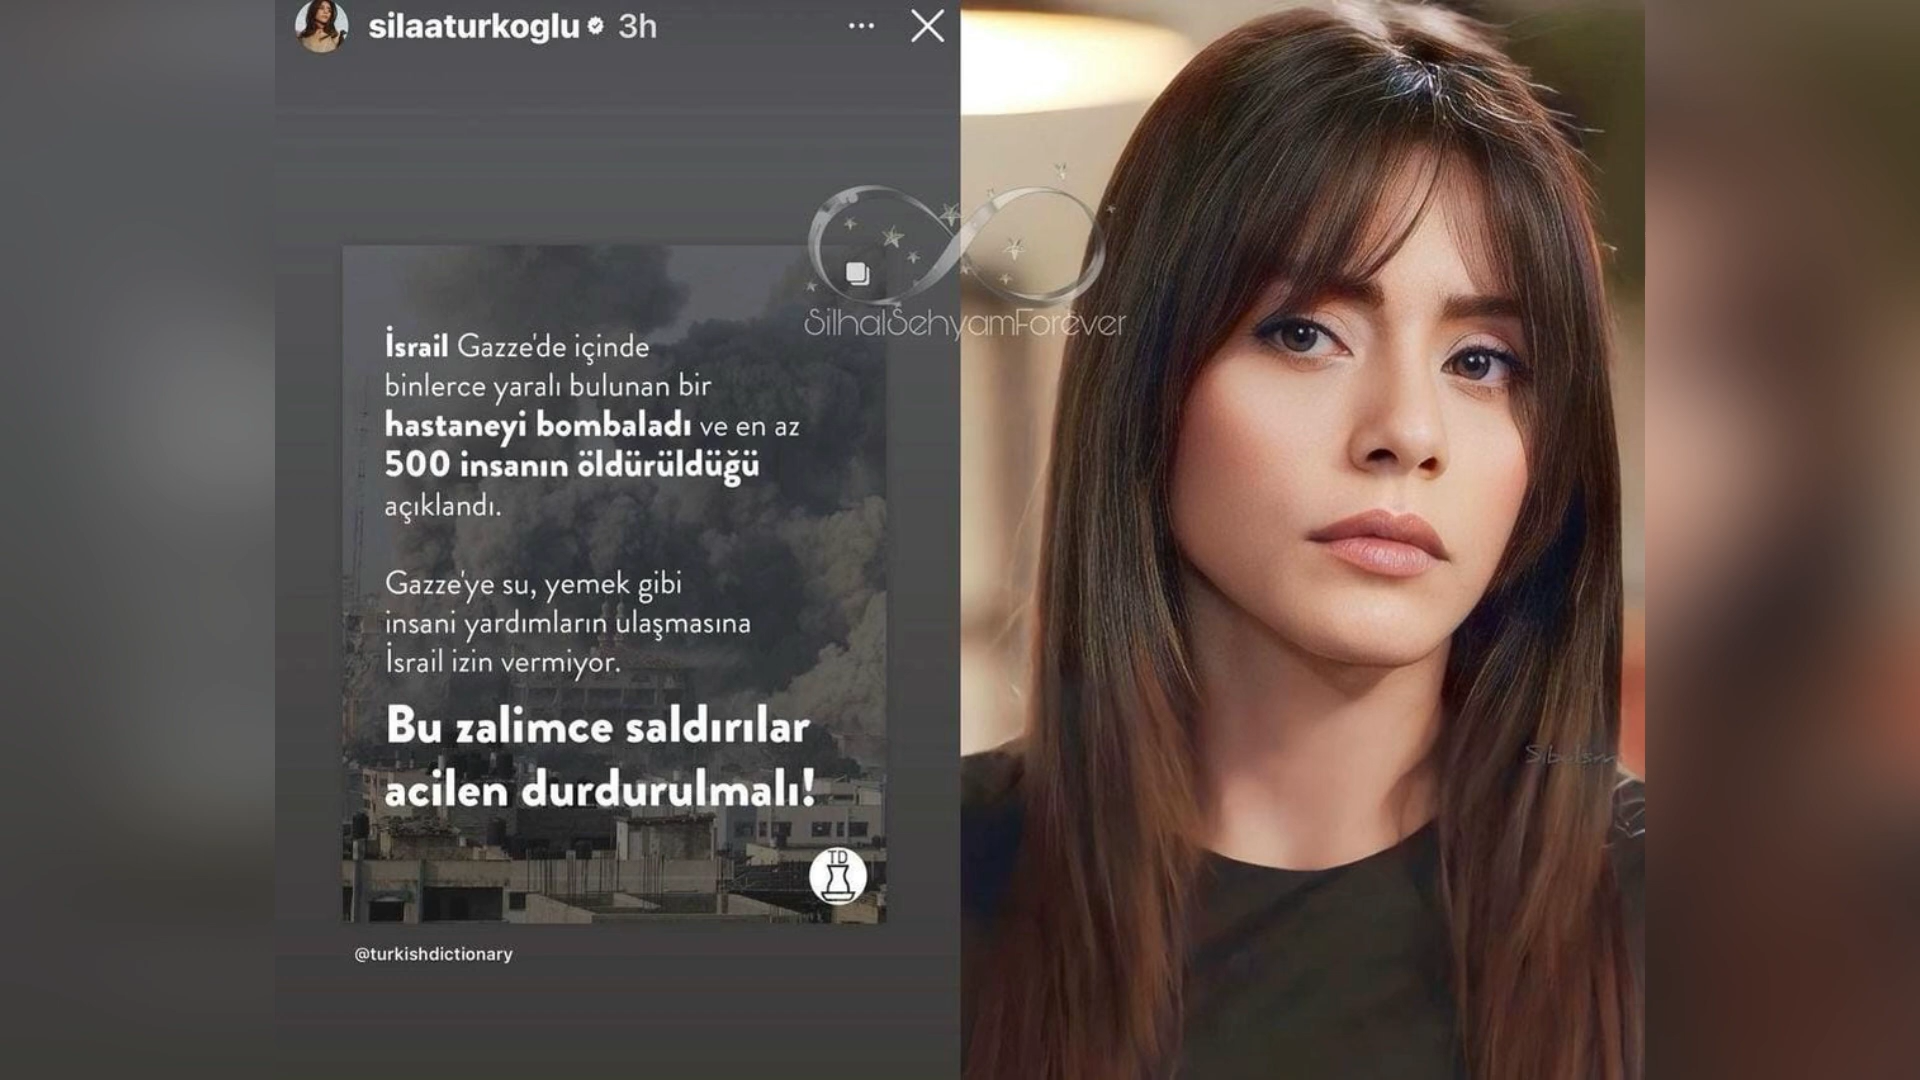 silaaturkoglu 3h
SilhalSehyamForever
İsrail Gazze'de içinde
binlerce yaralı bulunan bir
hastaneyi bombaladı ve en az
500 insanın öldürüldüğü
açıklandı.
Gazze'ye su, yemek gibi
insani yardımların ulaşmasına
İsrail izin vermiyor.
Bu zalimce saldırılar
acilen durdurulmalı!
TD
@turkishdictionary